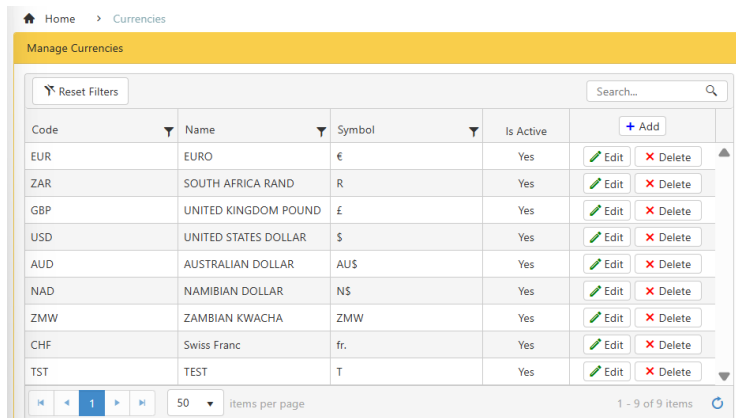 Home > Currencies
Manage Currencies
Reset Filters Search...
Code Name Symbol Is Active + Add
EUR EURO € Yes Edit Delete
ZAR SOUTH AFRICA RAND R Yes Edit Delete
GBP UNITED KINGDOM POUND £ Yes Edit Delete
USD UNITED STATES DOLLAR $ Yes Edit Delete
AUD AUSTRALIAN DOLLAR AU$ Yes Edit Delete
NAD NAMIBIAN DOLLAR N$ Yes Edit Delete
ZMW ZAMBIAN KWACHA ZMW Yes Edit Delete
CHF Swiss Franc fr. Yes Edit Delete
TST TEST T Yes Edit Delete
1 50 items per page 1 - 9 of 9 items